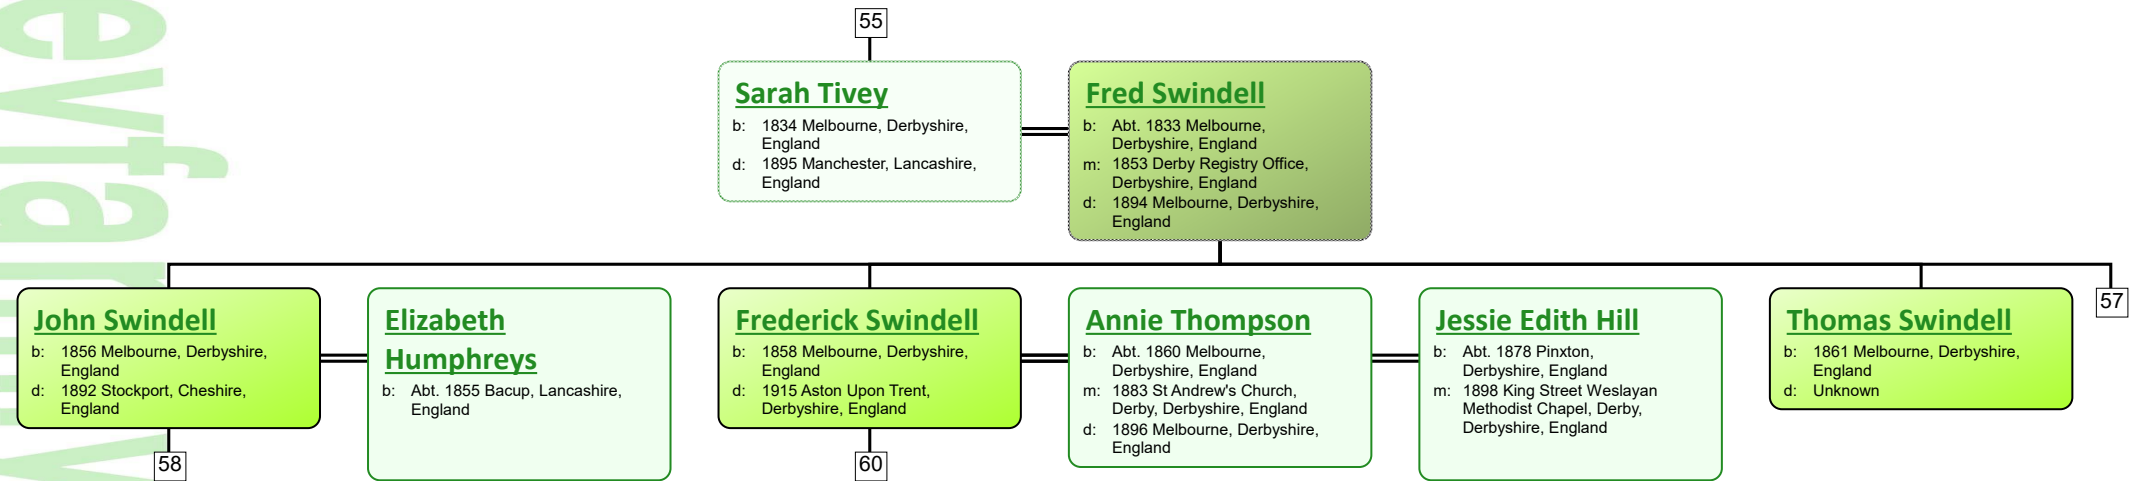 55
Sarah Tivey
b: 1834 Melbourne, Derbyshire,
England
d: 1895 Manchester, Lancashire,
England
Fred Swindell
b: Abt. 1833 Melbourne,
Derbyshire, England
m: 1853 Derby Registry Office,
Derbyshire, England
d: 1894 Melbourne, Derbyshire,
England
John Swindell
b: 1856 Melbourne, Derbyshire,
England
d: 1892 Stockport, Cheshire,
England
58
Elizabeth
Humphreys
b: Abt. 1855 Bacup, Lancashire,
England
Frederick Swindell
b: 1858 Melbourne, Derbyshire,
England
d: 1915 Aston Upon Trent,
Derbyshire, England
60
Annie Thompson
b: Abt. 1860 Melbourne,
Derbyshire, England
m: 1883 St Andrew's Church,
Derby, Derbyshire, England
d: 1896 Melbourne, Derbyshire,
England
Jessie Edith Hill
b: Abt. 1878 Pinxton,
Derbyshire, England
m: 1898 King Street Weslayan
Methodist Chapel, Derby,
Derbyshire, England
Thomas Swindell
b: 1861 Melbourne, Derbyshire,
England
d: Unknown
57